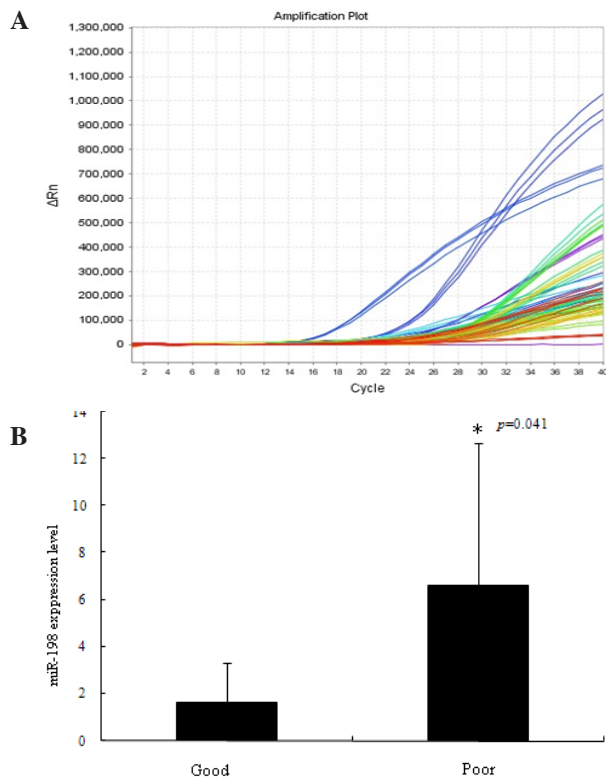 A
Amplification Plot
1,300,000
1,200,000
1,100,000
1,000,000
900,000
800,000
700,000
600,000
500,000
400,000
300,000
200,000
100,000
0
ΔRn
2 4 6 8 10 12 14 16 18 20 22 24 26 28 30 32 34 36 38 40
Cycle
B
14
12
10
8
6
4
2
0
miR-198 exppression level
* p=0.041
Good Poor